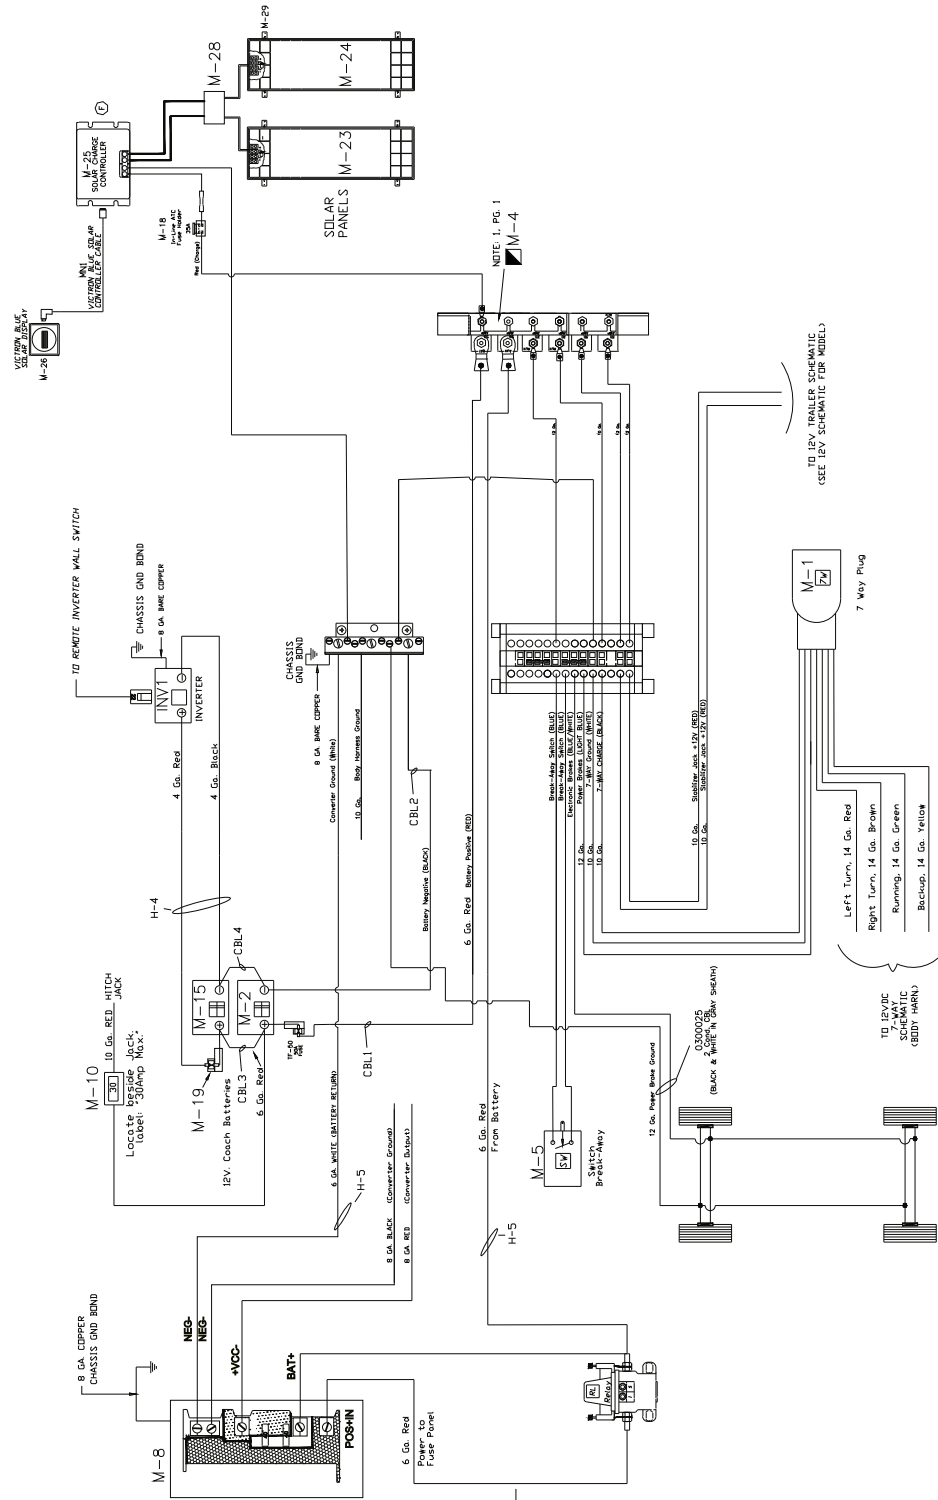 M-29
M-28
M-24
M-23
SOLAR
PANELS
F
M-25
SOLAR CHARGE
CONTROLLER
M-18
In-Line ATC
Fuse Holder
Red (Charge)
MN1
VICTRON BLUE SOLAR
CONTROLLER CABLE
VICTRON BLUE
SOLAR DISPLAY
M-26
NOTE: 1, PG. 1
M-4
TO REMOTE INVERTER WALL SWITCH
CHASSIS GND BOND
8 GA. BARE COPPER
INV1
INVERTER
4 Ga. Red
4 Ga. Black
H-4
CHASSIS
GND BOND
8 GA. BARE COPPER
Converter Ground (White)
10 Ga. Body Harness Ground
CBL2
Battery Negative (BLACK)
6 Ga. Red Battery Positive (RED)
TO 12V TRAILER SCHEMATIC
(SEE 12V SCHEMATIC FOR MODEL)
M-1
7W
7 Way Plug
Break-Away Switch (BLUE)
Break-Away Switch (BLUE)
Electronic Brakes (BLUE/WHITE)
12 Ga. Power Brakes (LIGHT BLUE)
10 Ga. 7-WAY Ground (WHITE)
10 Ga. 7-WAY CHARGE (BLACK)
10 Ga. Stabilizer Jack +12V (RED)
10 Ga. Stabilizer Jack +12V (RED)
Left Turn, 14 Ga. Red
Right Turn, 14 Ga. Brown
Running, 14 Ga. Green
Backup, 14 Ga. Yellow
TO 12VDC
7-WAY
SCHEMATIC
(BODY HARN.)
M-10
30
10 Ga. RED HITCH
JACK
Locate beside Jack.
label: "30Amp Max."
M-15
M-2
CBL4
M-19
CBL3
6 Ga. Red
12V. Coach Batteries
TF-50
50A
FUSE
CBL1
6 GA. WHITE (BATTERY RETURN)
H-5
8 GA. BLACK (Converter Ground)
8 GA. RED (Converter Output)
6 Ga. Red
From Battery
H-5
M-5
SW
Switch
Break-Away
0300025
2 Cond. CBL
(BLACK & WHITE IN GRAY SHEATH)
12 Ga. Power Brake Ground
8 GA. COPPER
CHASSIS GND BOND
NEG-
NEG-
+VCC-
BAT+
POS+IN
M-8
6 Ga. Red
Power to
Fuse Panel
RL
Relay